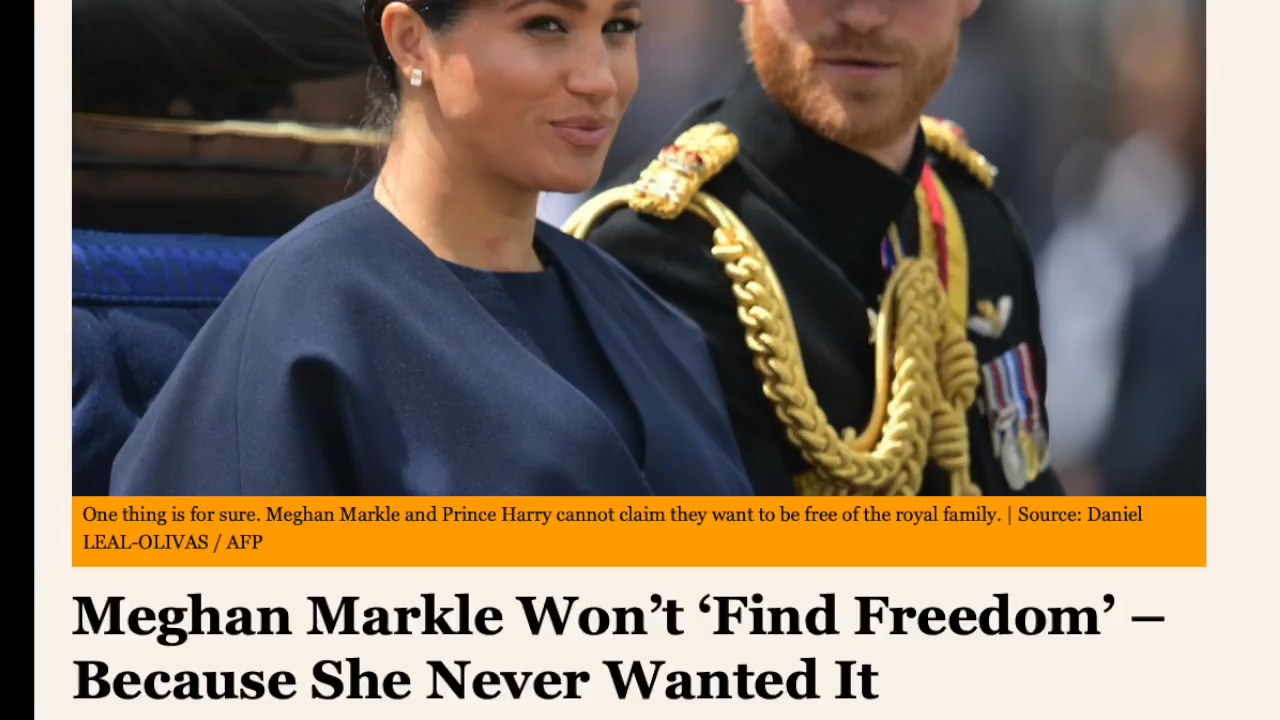 One thing is for sure. Meghan Markle and Prince Harry cannot claim they want to be free of the royal family. | Source: Daniel
LEAL-OLIVAS / AFP
Meghan Markle Won’t ‘Find Freedom’ –
Because She Never Wanted It